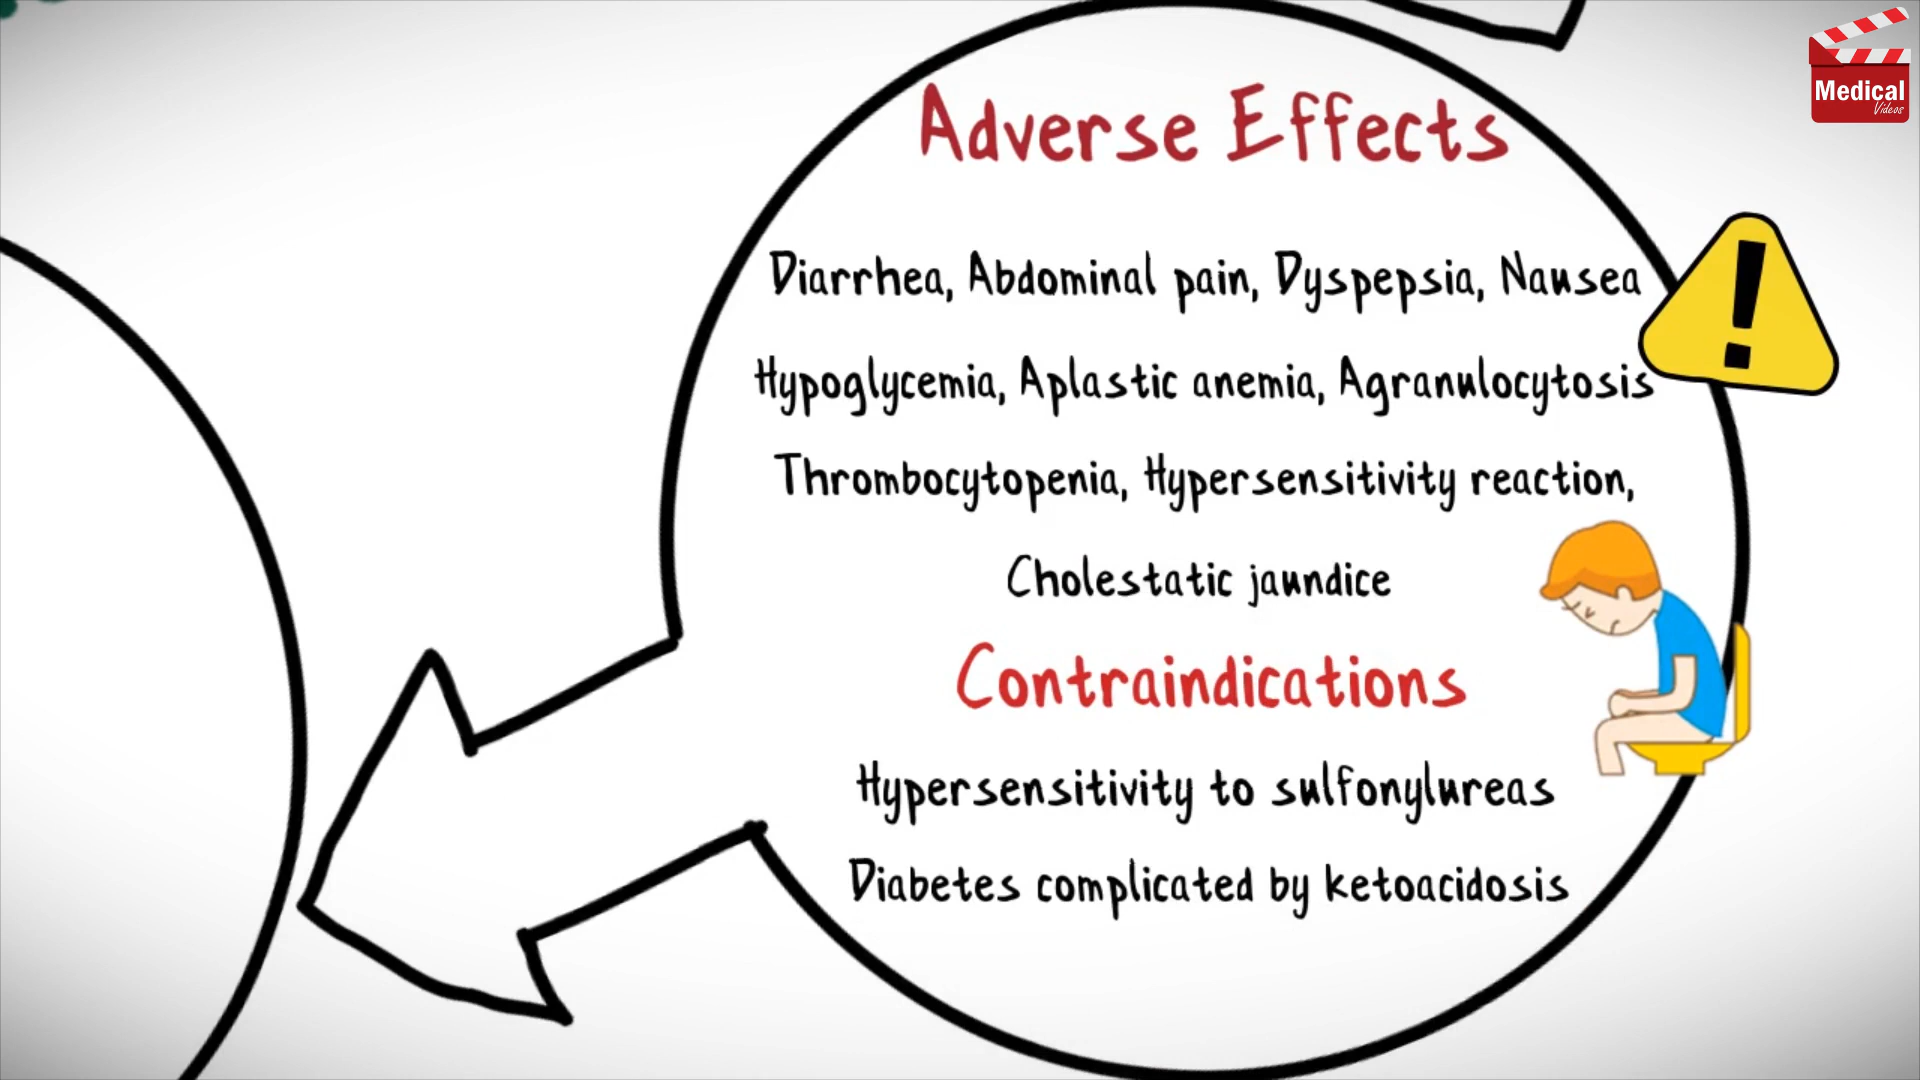 Medical
Videos
Adverse Effects
Diarrhea, Abdominal pain, Dyspepsia, Nausea
Hypoglycemia, Aplastic anemia, Agranulocytosis
Thrombocytopenia, Hypersensitivity reaction,
Cholestatic jaundice
Contraindications
Hypersensitivity to sulfonylureas
Diabetes complicated by ketoacidosis